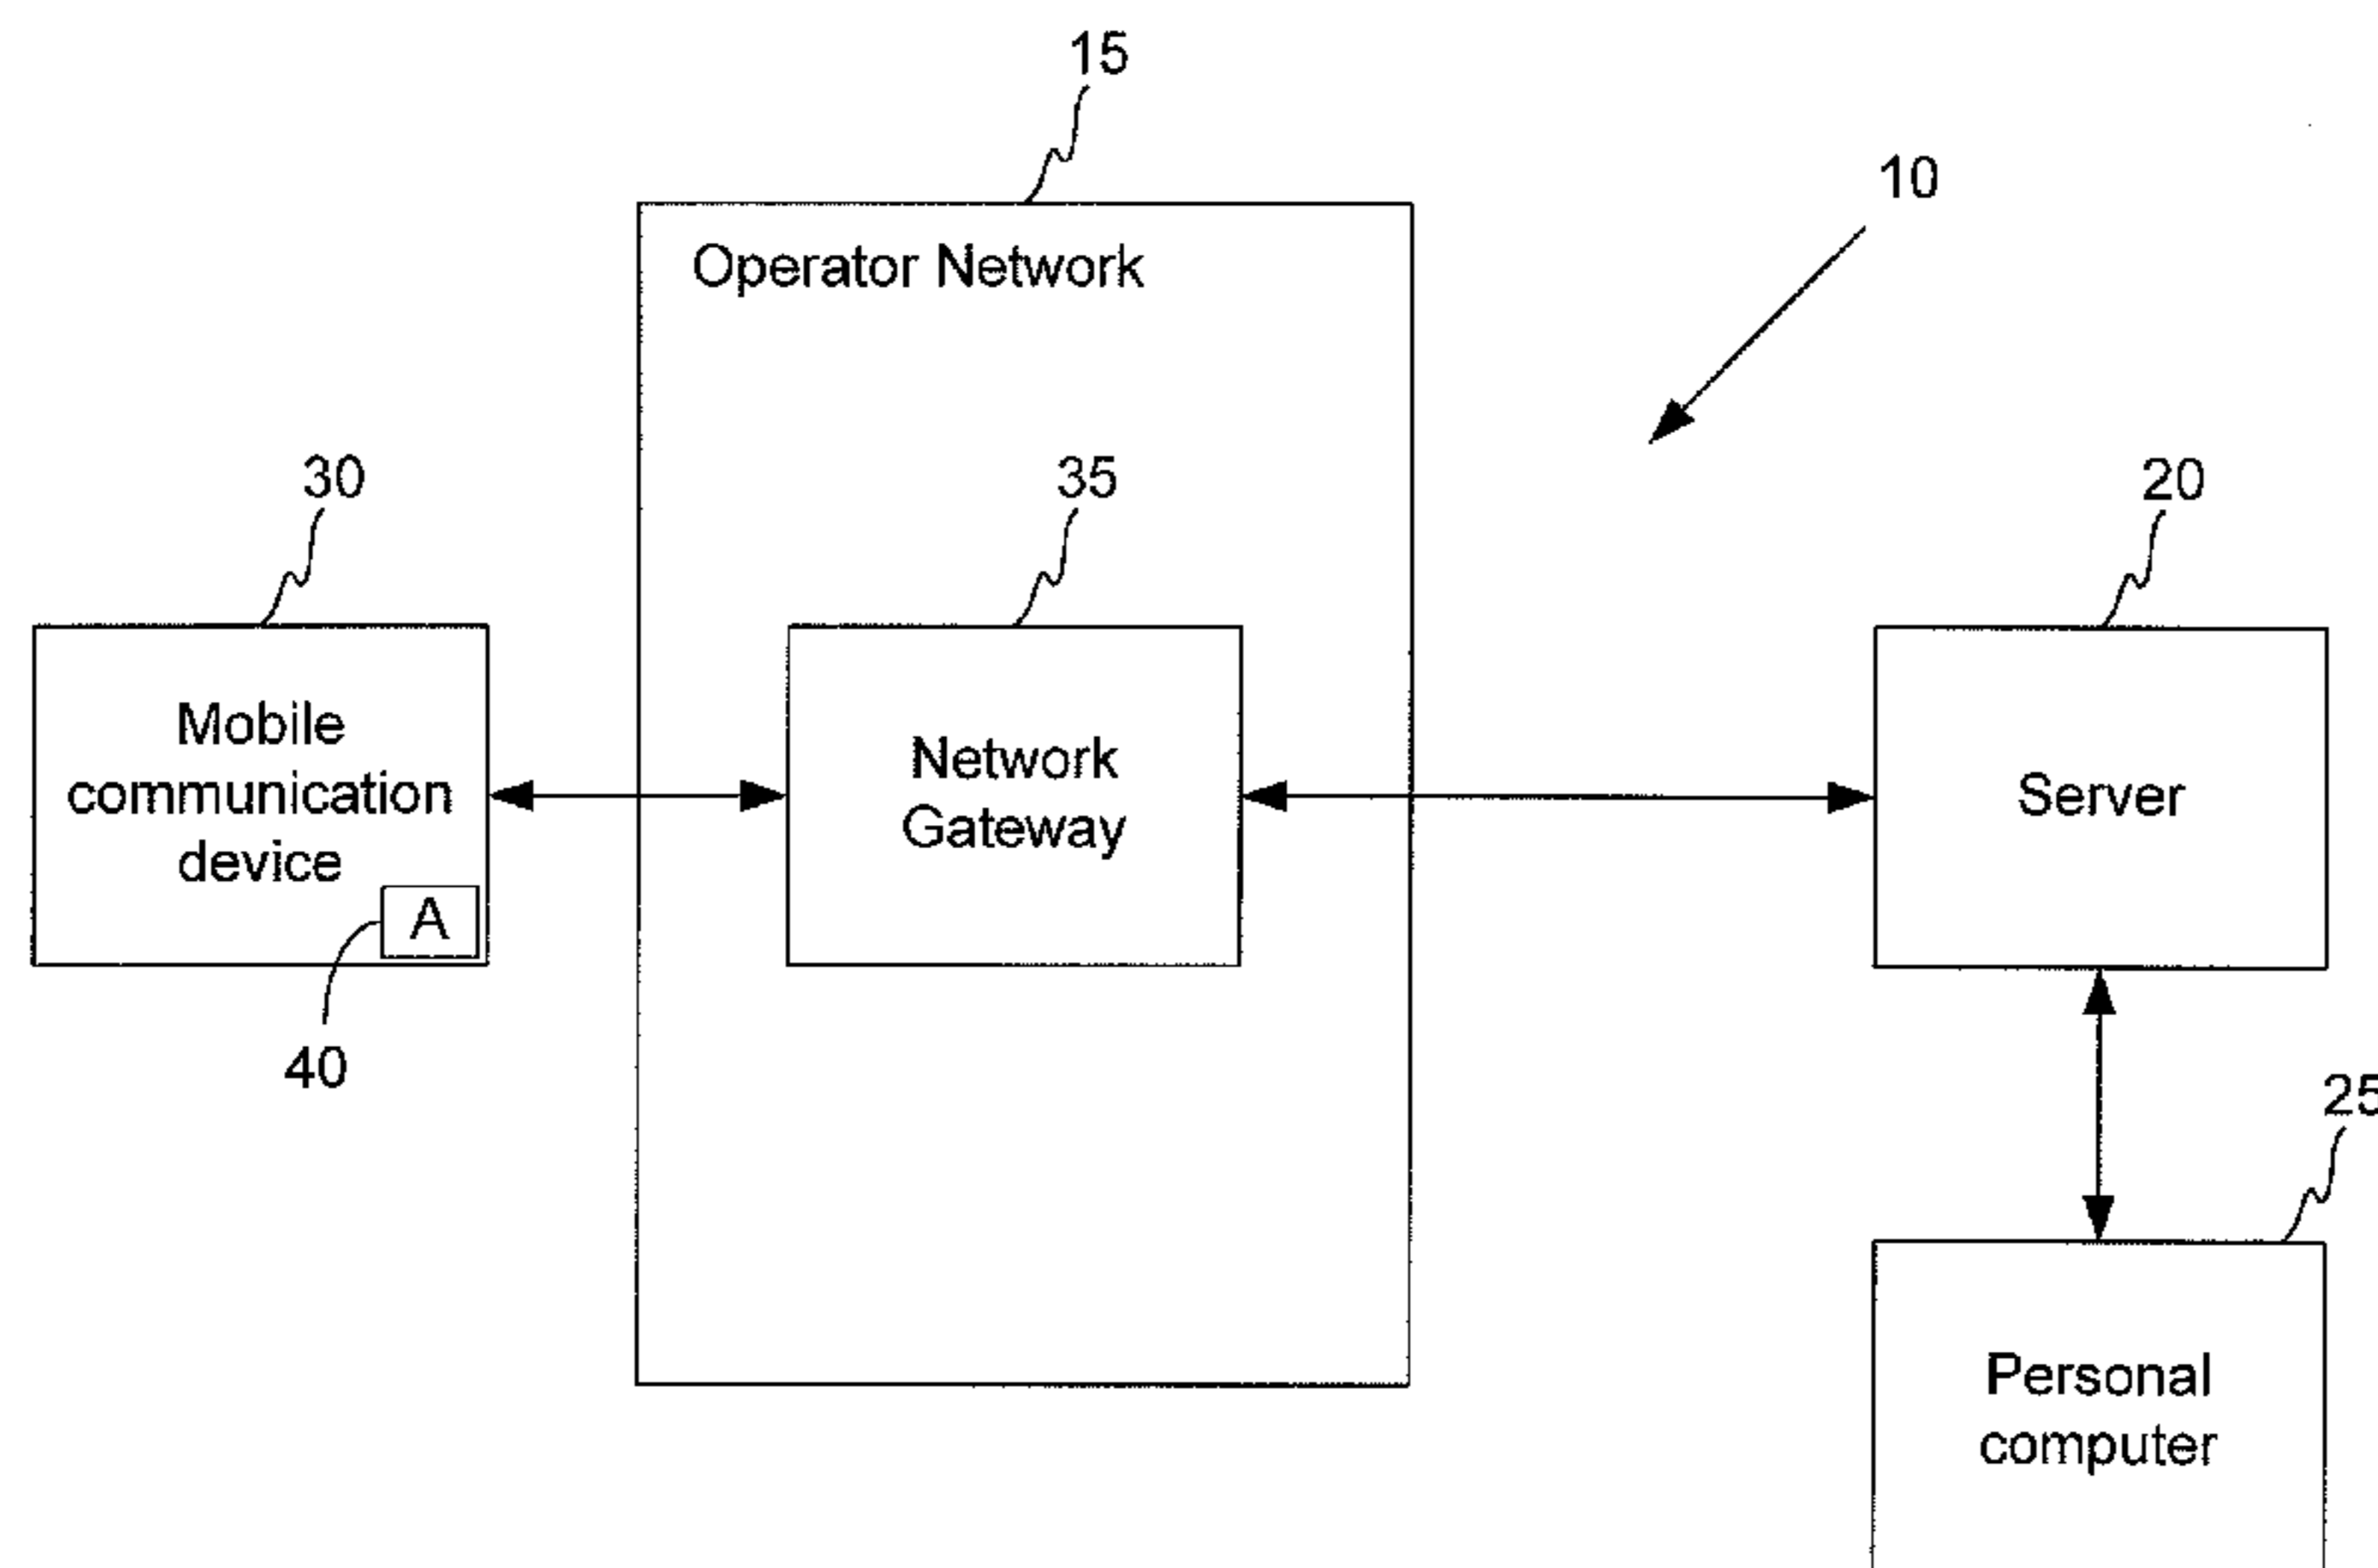 15
10
Operator Network
30
35
20
Mobile
communication
device
Network
Gateway
Server
A
40
25
Personal
computer